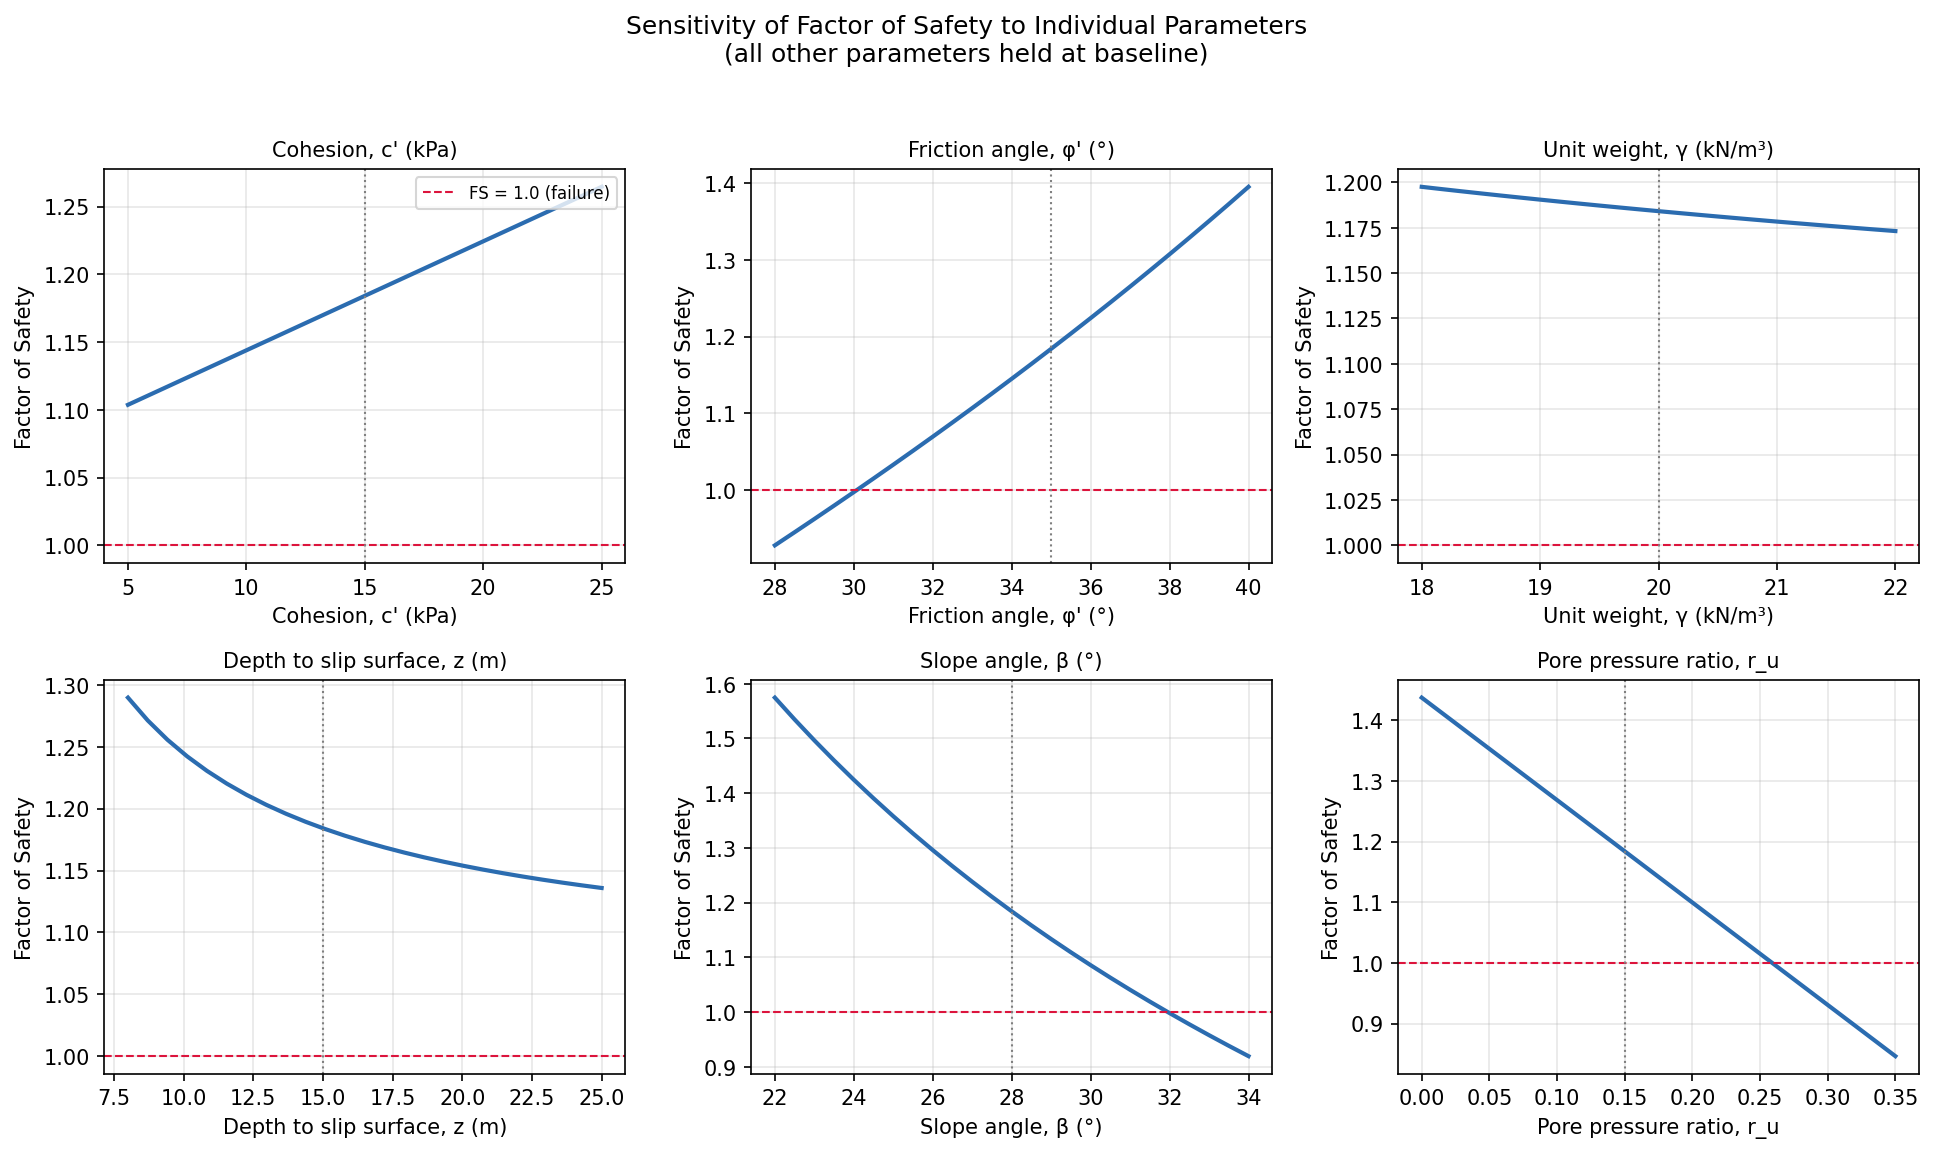 Sensitivity of Factor of Safety to Individual Parameters
(all other parameters held at baseline)
Cohesion, c' (kPa)
FS = 1.0 (failure)
Factor of Safety
1.25
1.20
1.15
1.10
1.05
1.00
5 10 15 20 25
Cohesion, c' (kPa)
Friction angle, φ' (°)
Factor of Safety
1.4
1.3
1.2
1.1
1.0
28 30 32 34 36 38 40
Friction angle, φ' (°)
Unit weight, γ (kN/m³)
Factor of Safety
1.200
1.175
1.150
1.125
1.100
1.075
1.050
1.025
1.000
18 19 20 21 22
Unit weight, γ (kN/m³)
Depth to slip surface, z (m)
Factor of Safety
1.30
1.25
1.20
1.15
1.10
1.05
1.00
7.5 10.0 12.5 15.0 17.5 20.0 22.5 25.0
Depth to slip surface, z (m)
Slope angle, β (°)
Factor of Safety
1.6
1.5
1.4
1.3
1.2
1.1
1.0
0.9
22 24 26 28 30 32 34
Slope angle, β (°)
Pore pressure ratio, r_u
Factor of Safety
1.4
1.3
1.2
1.1
1.0
0.9
0.00 0.05 0.10 0.15 0.20 0.25 0.30 0.35
Pore pressure ratio, r_u